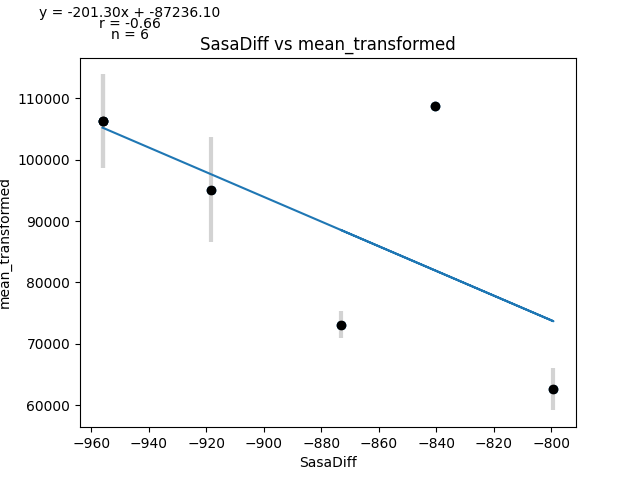 y = -201.30x + -87236.10
r = -0.66
n = 6
SasaDiff vs mean_transformed
110000
100000
90000
80000
70000
60000
mean_transformed
−960 −940 −920 −900 −880 −860 −840 −820 −800
SasaDiff